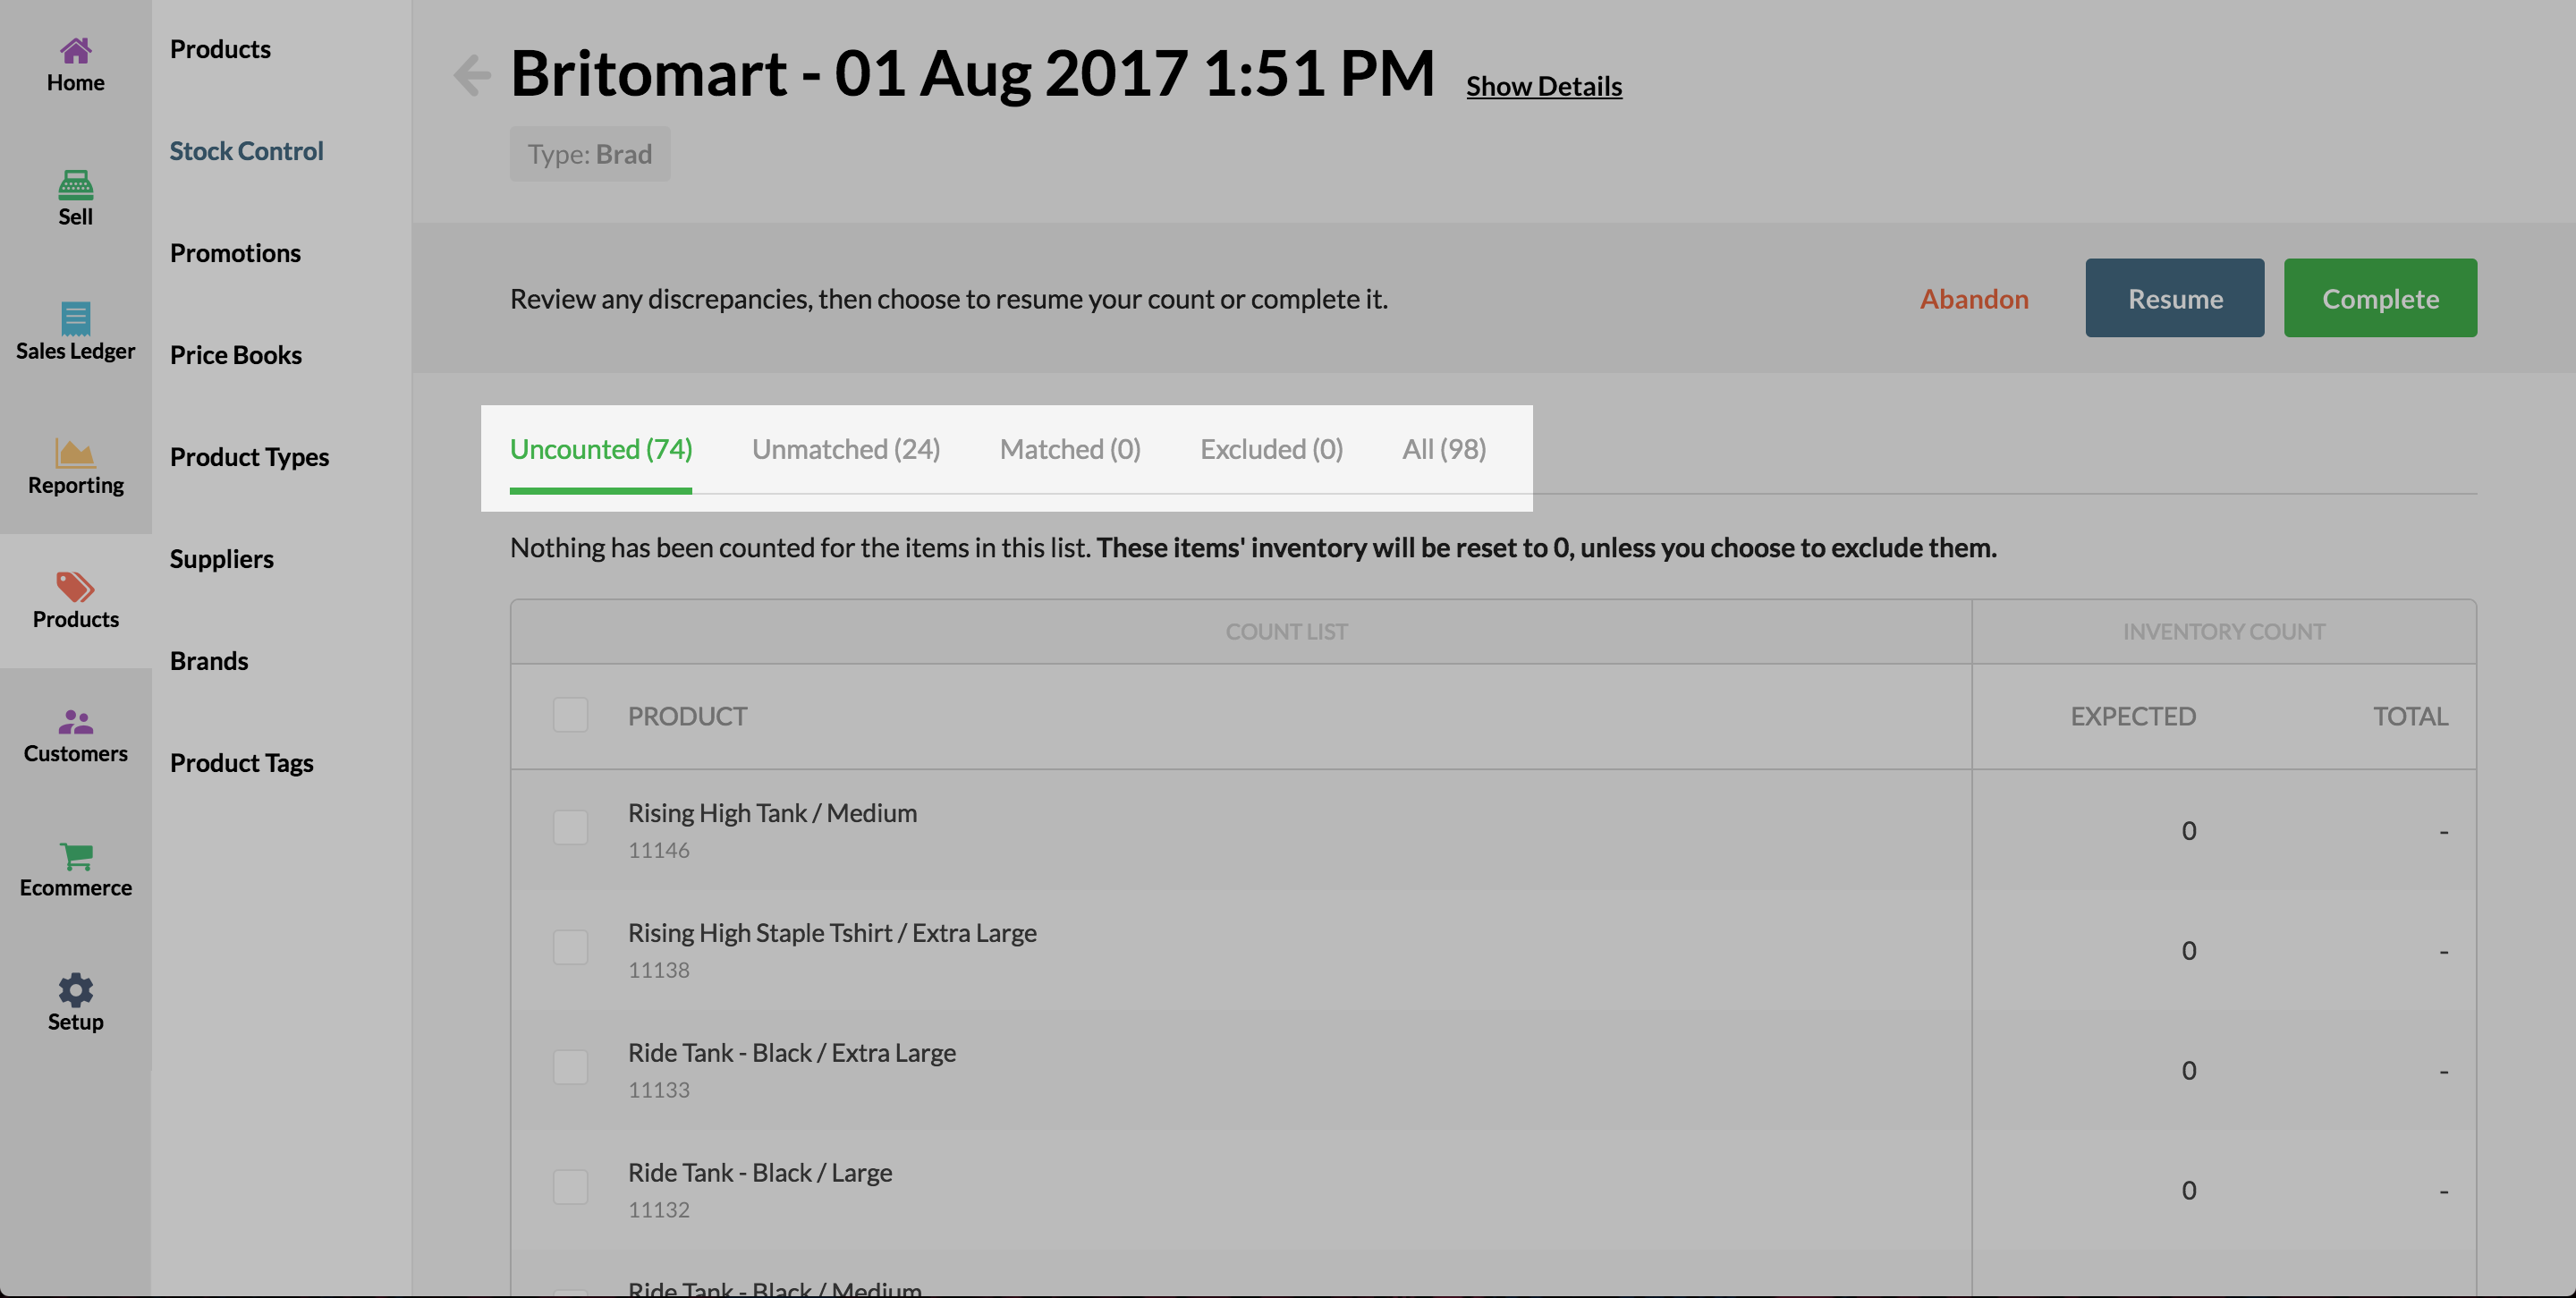 Home
Sell
Sales Ledger
Reporting
Products
Customers
Ecommerce
Setup
Products
Stock Control
Promotions
Price Books
Product Types
Suppliers
Brands
Product Tags
Britomart - 01 Aug 2017 1:51 PM Show Details
Type: Brad
Review any discrepancies, then choose to resume your count or complete it.
Abandon Resume Complete
Uncounted (74) Unmatched (24) Matched (0) Excluded (0) All (98)
Nothing has been counted for the items in this list. These items' inventory will be reset to 0, unless you choose to exclude them.
COUNT LIST INVENTORY COUNT
PRODUCT EXPECTED TOTAL
Rising High Tank / Medium
11146
0 -
Rising High Staple Tshirt / Extra Large
11138
0 -
Ride Tank - Black / Extra Large
11133
0 -
Ride Tank - Black / Large
11132
0 -
Ride Tank - Black / Medium